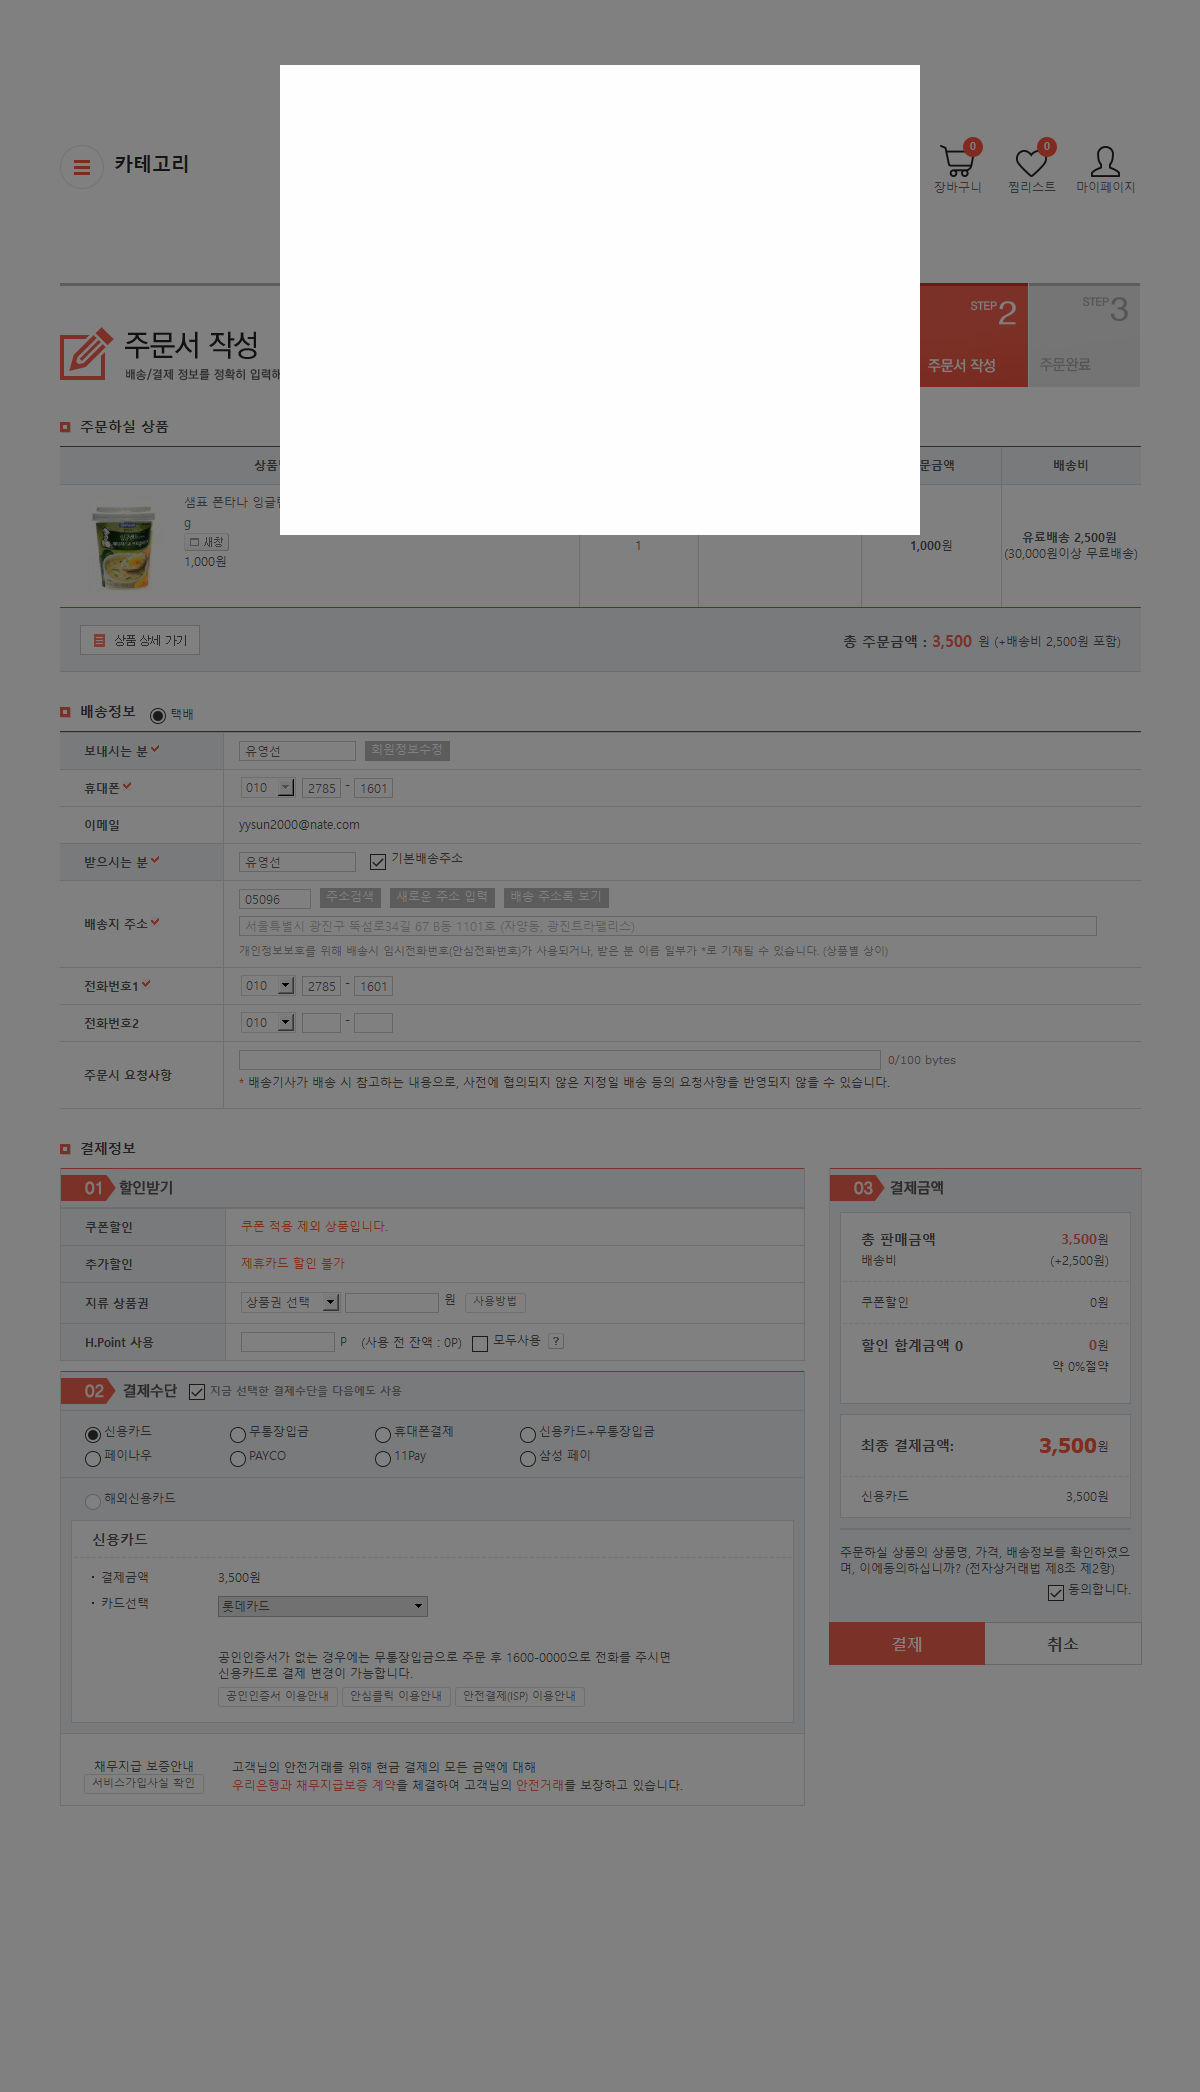 카테고리
0
0
장바구니
찜리스트
마이페이지
주문서 작성
배송/결제 정보를 정확히 입력해
STEP 2
주문서 작성
STEP 3
주문완료
주문하실 상품
문금액
배송비
샘표 폰타나 잉글
g
새창
1,000원
1
1,000원
유료배송 2,500원
(30,000원이상 무료배송)
상품 상세 가기
총 주문금액 : 3,500 원 (+배송비 2,500원 포함)
배송정보
택배
보내시는 분
유영선
회원정보수정
휴대폰
010
2785
-
1601
이메일
yysun2000@nate.com
받으시는 분
유영선
기본배송주소
배송지 주소
05096
주소검색
새로운 주소 입력
배송 주소록 보기
서울특별시 광진구 뚝섬로34길 67 B동 1101호 (자양동, 광진트라팰리스)
개인정보보호를 위해 배송시 임시전화번호(안심전화번호)가 사용되거나, 받은 분 이름 일부가 *로 기재될 수 있습니다. (상품별 상이)
전화번호1
010
2785
-
1601
전화번호2
010
-
주문시 요청사항
0/100 bytes
* 배송기사가 배송 시 참고하는 내용으로, 사전에 협의되지 않은 지정일 배송 등의 요청사항을 반영되지 않을 수 있습니다.
결제정보
01 할인받기
쿠폰할인
쿠폰 적용 제외 상품입니다.
추가할인
제휴카드 할인 불가
지류 상품권
상품권 선택
원
사용방법
H.Point 사용
P
(사용 전 잔액 : 0P)
모두사용
?
02 결제수단
지금 선택한 결제수단을 다음에도 사용
신용카드
무통장입금
휴대폰결제
신용카드+무통장입금
페이나우
PAYCO
11Pay
삼성 페이
해외신용카드
신용카드
· 결제금액
3,500원
· 카드선택
롯데카드
공인인증서가 없는 경우에는 무통장입금으로 주문 후 1600-0000으로 전화를 주시면
신용카드로 결제 변경이 가능합니다.
공인인증서 이용안내
안심클릭 이용안내
안전결제(ISP) 이용안내
채무지급 보증안내
서비스가입사실 확인
고객님의 안전거래를 위해 현금 결제의 모든 금액에 대해
우리은행과 채무지급보증 계약을 체결하여 고객님의 안전거래를 보장하고 있습니다.
03 결제금액
총 판매금액
3,500원
배송비
(+2,500원)
쿠폰할인
0원
할인 합계금액 0
0원
약 0%절약
최종 결제금액:
3,500원
신용카드
3,500원
주문하실 상품의 상품명, 가격, 배송정보를 확인하였으
며, 이에동의하십니까? (전자상거래법 제8조 제2항)
동의합니다.
결제
취소